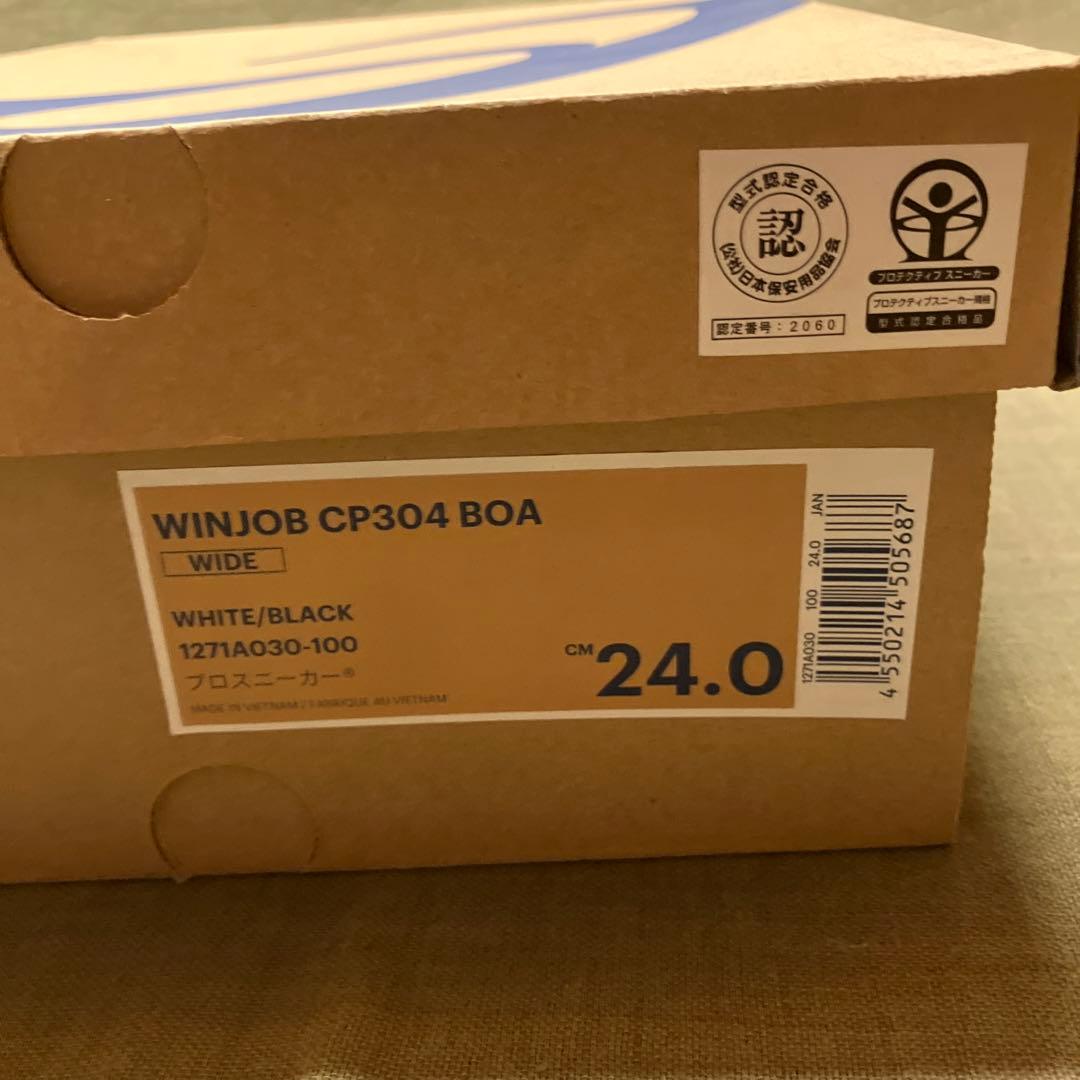 型式認定合格
認
(公社)日本保安用品協会
認定番号:2060
プロテクティブ スニーカー
プロテクティブスニーカー規格
型式認定合格品
WINJOB CP304 BOA
WIDE
WHITE/BLACK
1271A030-100
プロスニーカー®
MADE IN VIETNAM / FABRIQUE AU VIETNAM
CM 24.0
1271A030 100 24.0 JAN
4 550214 505687